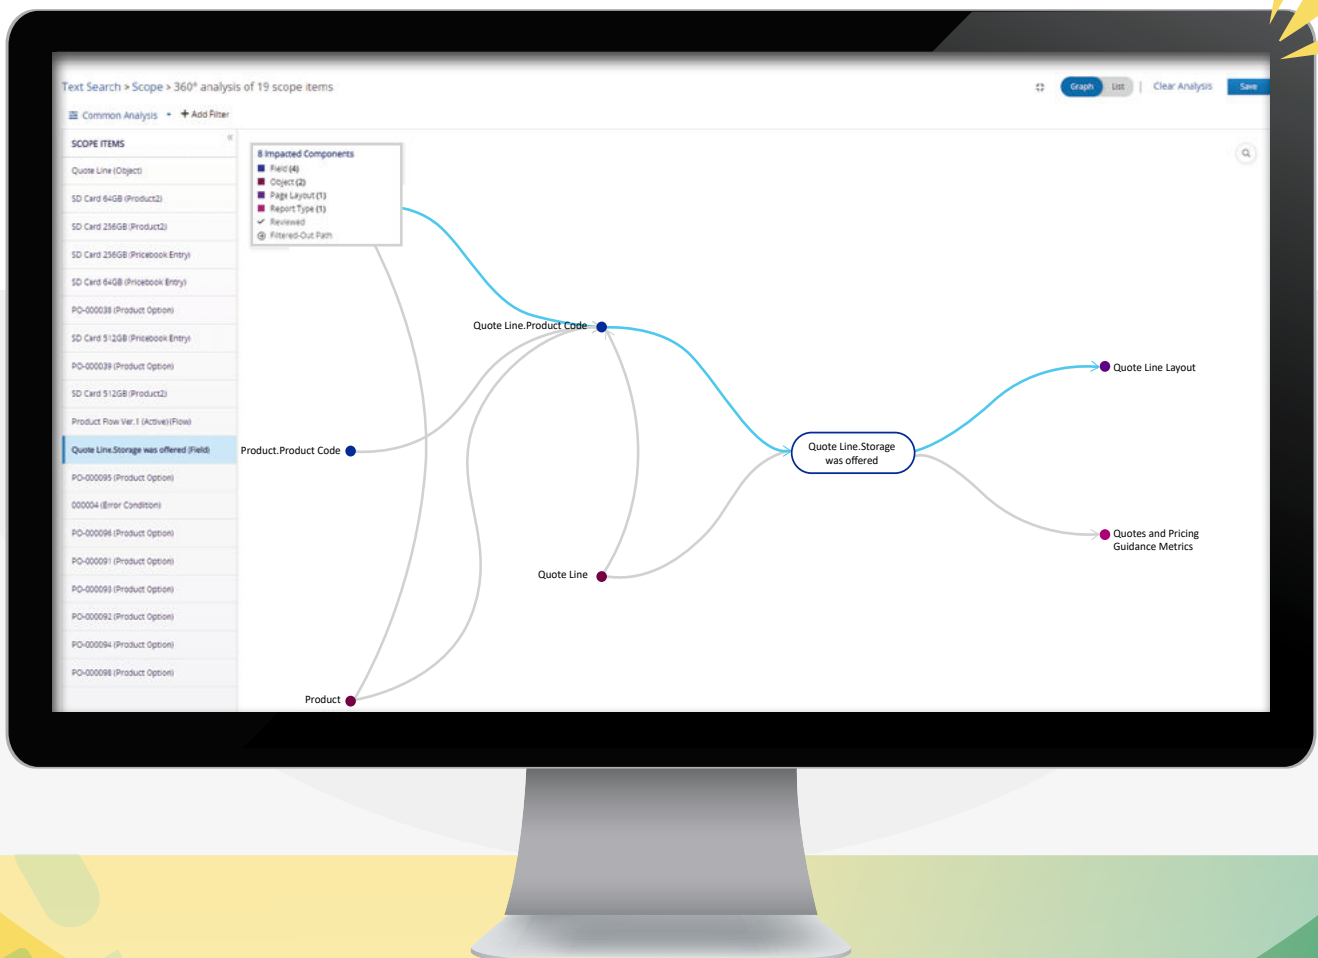 Text Search > Scope > 360° analysis of 19 scope items
Graph List | Clear Analysis Save
Common Analysis + Add Filter
SCOPE ITEMS
Quote Line (Object)
SD Card 64GB (Product2)
SD Card 256GB (Product2)
SD Card 256GB (Pricebook Entry)
SD Card 64GB (Pricebook Entry)
PO-000038 (Product Option)
SD Card 512GB (Pricebook Entry)
PO-000039 (Product Option)
SD Card 512GB (Product2)
Product Flow Ver.1 (Active)(Flow)
Quote Line.Storage was offered (Field)
PO-000095 (Product Option)
000004 (Error Condition)
PO-000096 (Product Option)
PO-000091 (Product Option)
PO-000093 (Product Option)
PO-000092 (Product Option)
PO-000094 (Product Option)
PO-000098 (Product Option)
8 Impacted Components
Field (4)
Object (2)
Page Layout (1)
Report Type (1)
Reviewed
Filtered-Out Path
Quote Line.Product Code
Quote Line Layout
Product.Product Code
Quote Line.Storage
was offered
Quotes and Pricing
Guidance Metrics
Quote Line
Product